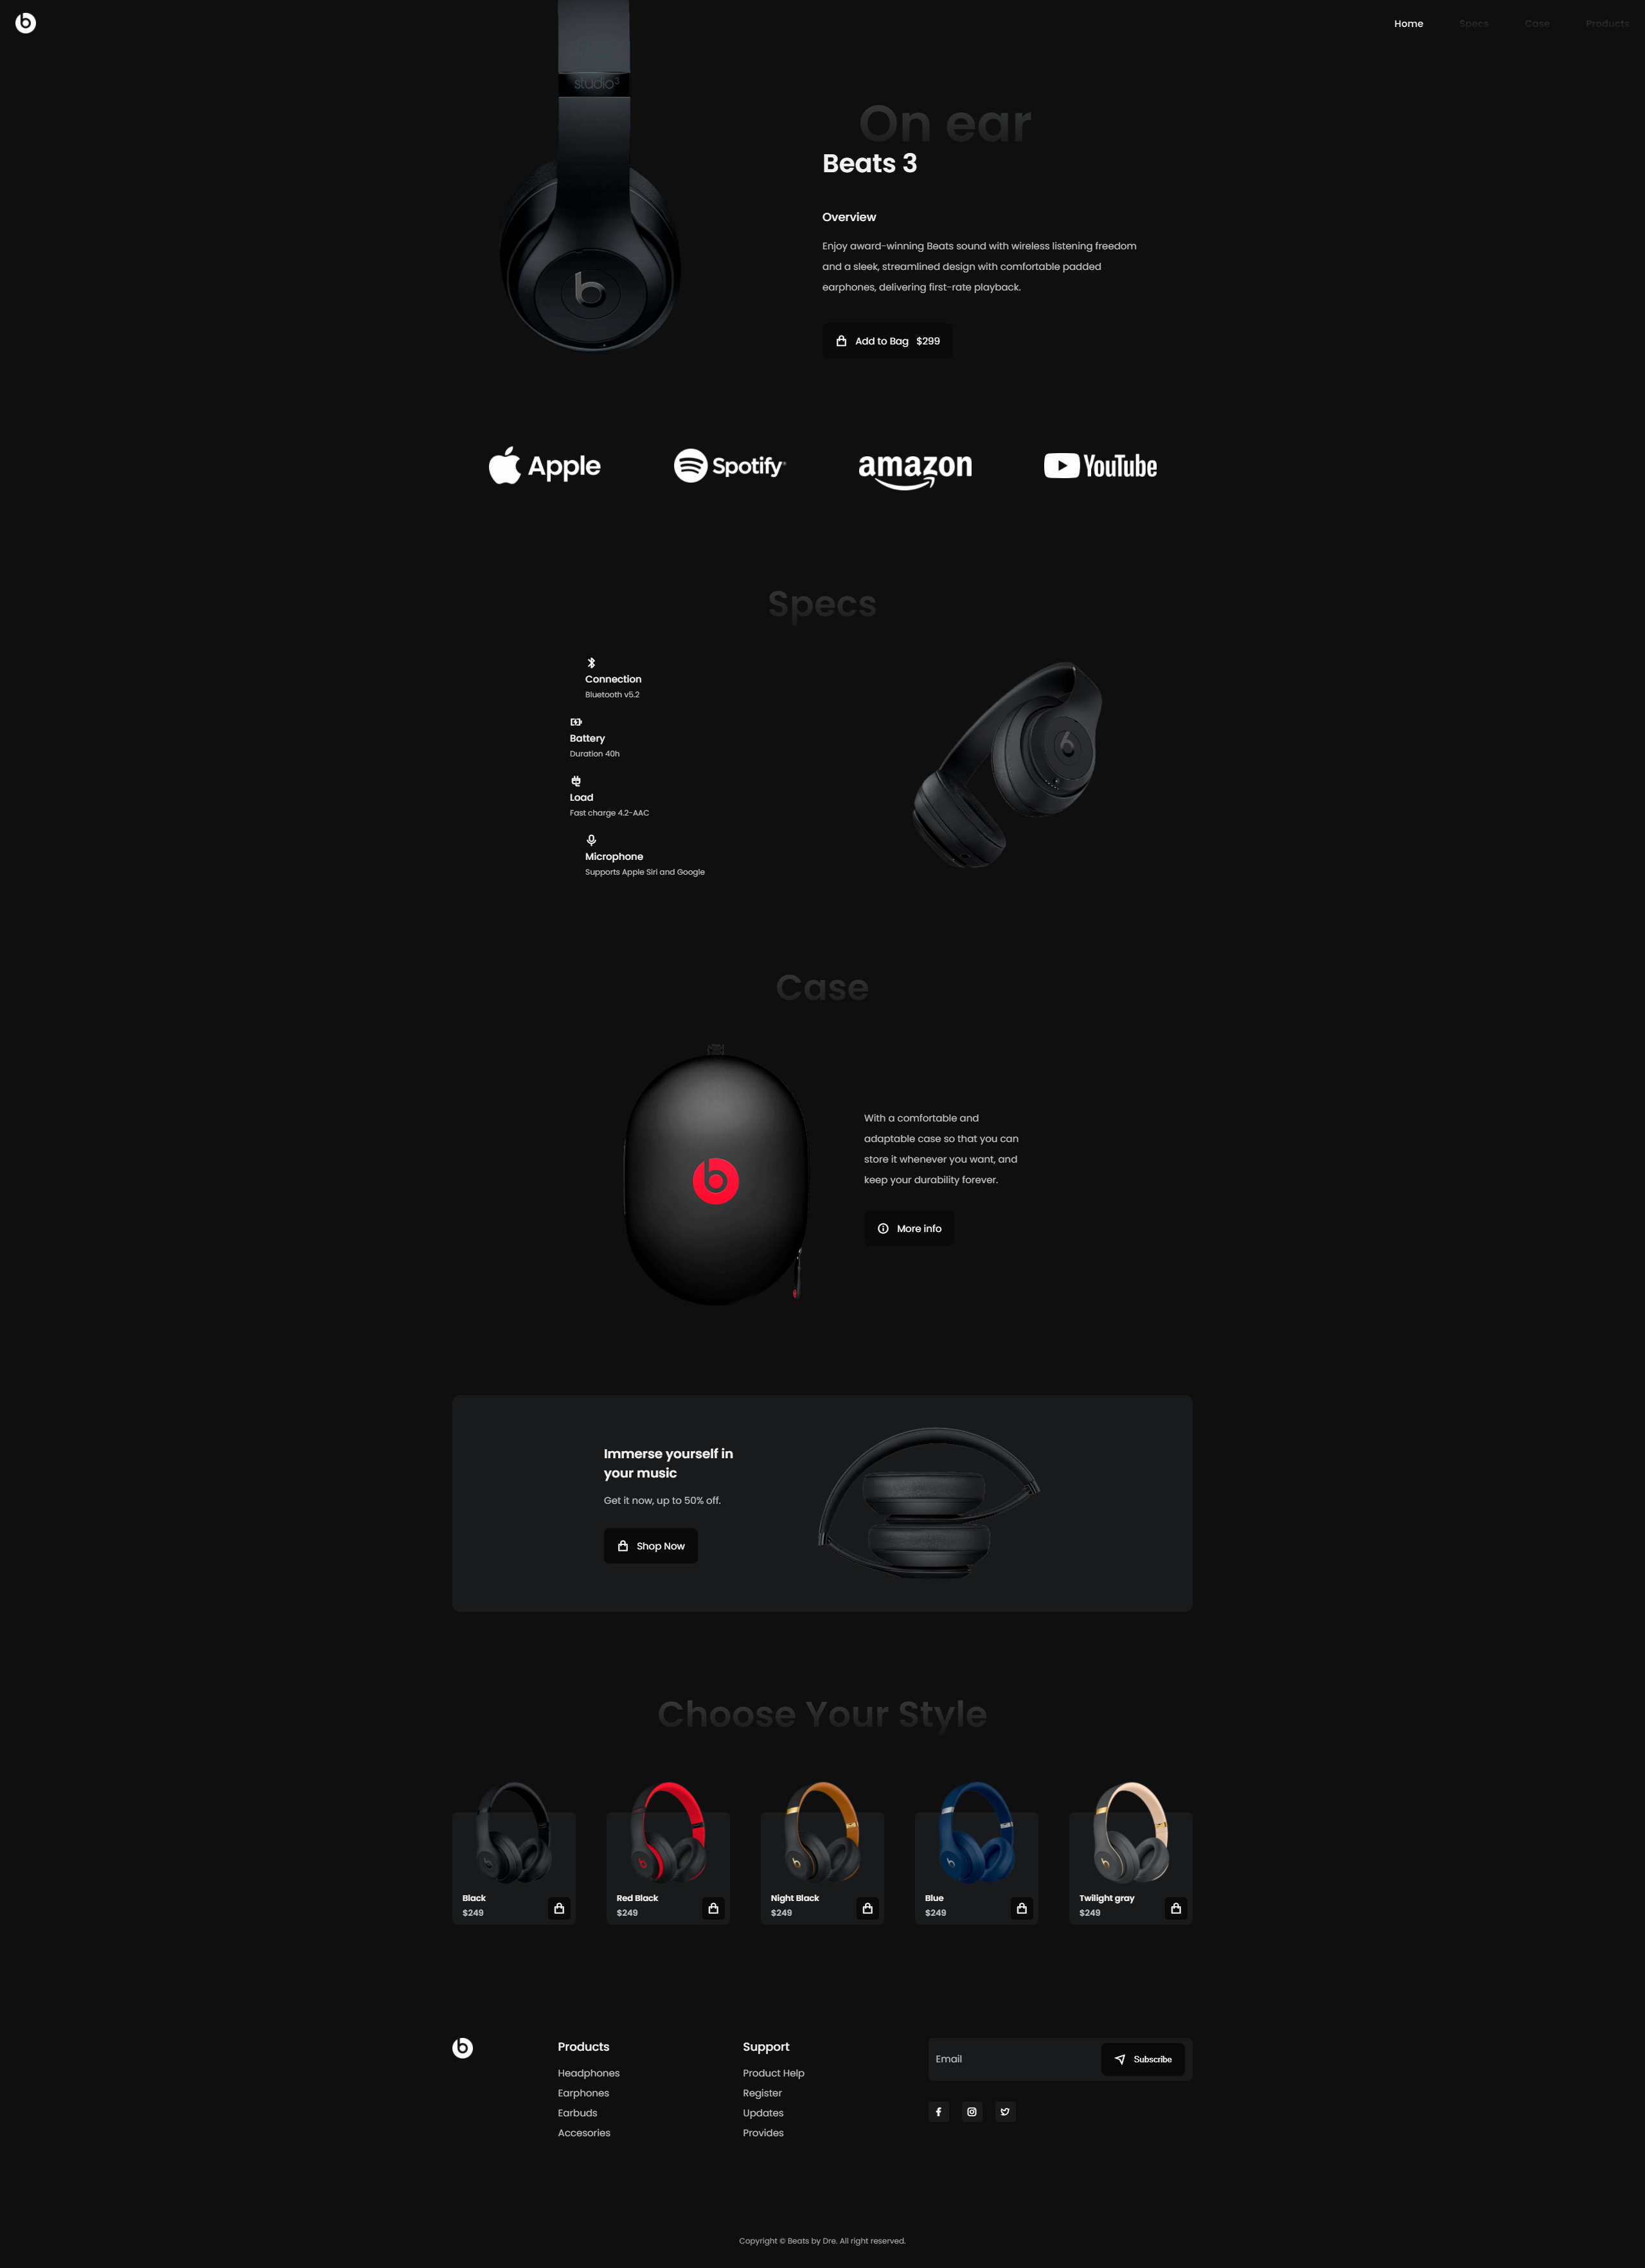 Home
Specs
Case
Products
studio3
On ear
Beats 3
Overview
Enjoy award-winning Beats sound with wireless listening freedom
and a sleek, streamlined design with comfortable padded
earphones, delivering first-rate playback.
Add to Bag $299
Apple
Spotify
amazon
YouTube
Specs
Connection
Bluetooth v5.2
Battery
Duration 40h
Load
Fast charge 4.2-AAC
Microphone
Supports Apple Siri and Google
Case
With a comfortable and
adaptable case so that you can
store it whenever you want, and
keep your durability forever.
More info
Immerse yourself in
your music
Get it now, up to 50% off.
Shop Now
Choose Your Style
Black
$249
Red Black
$249
Night Black
$249
Blue
$249
Twilight gray
$249
Products
Headphones
Earphones
Earbuds
Accesories
Support
Product Help
Register
Updates
Provides
Email
Subscribe
Copyright © Beats by Dre. All right reserved.